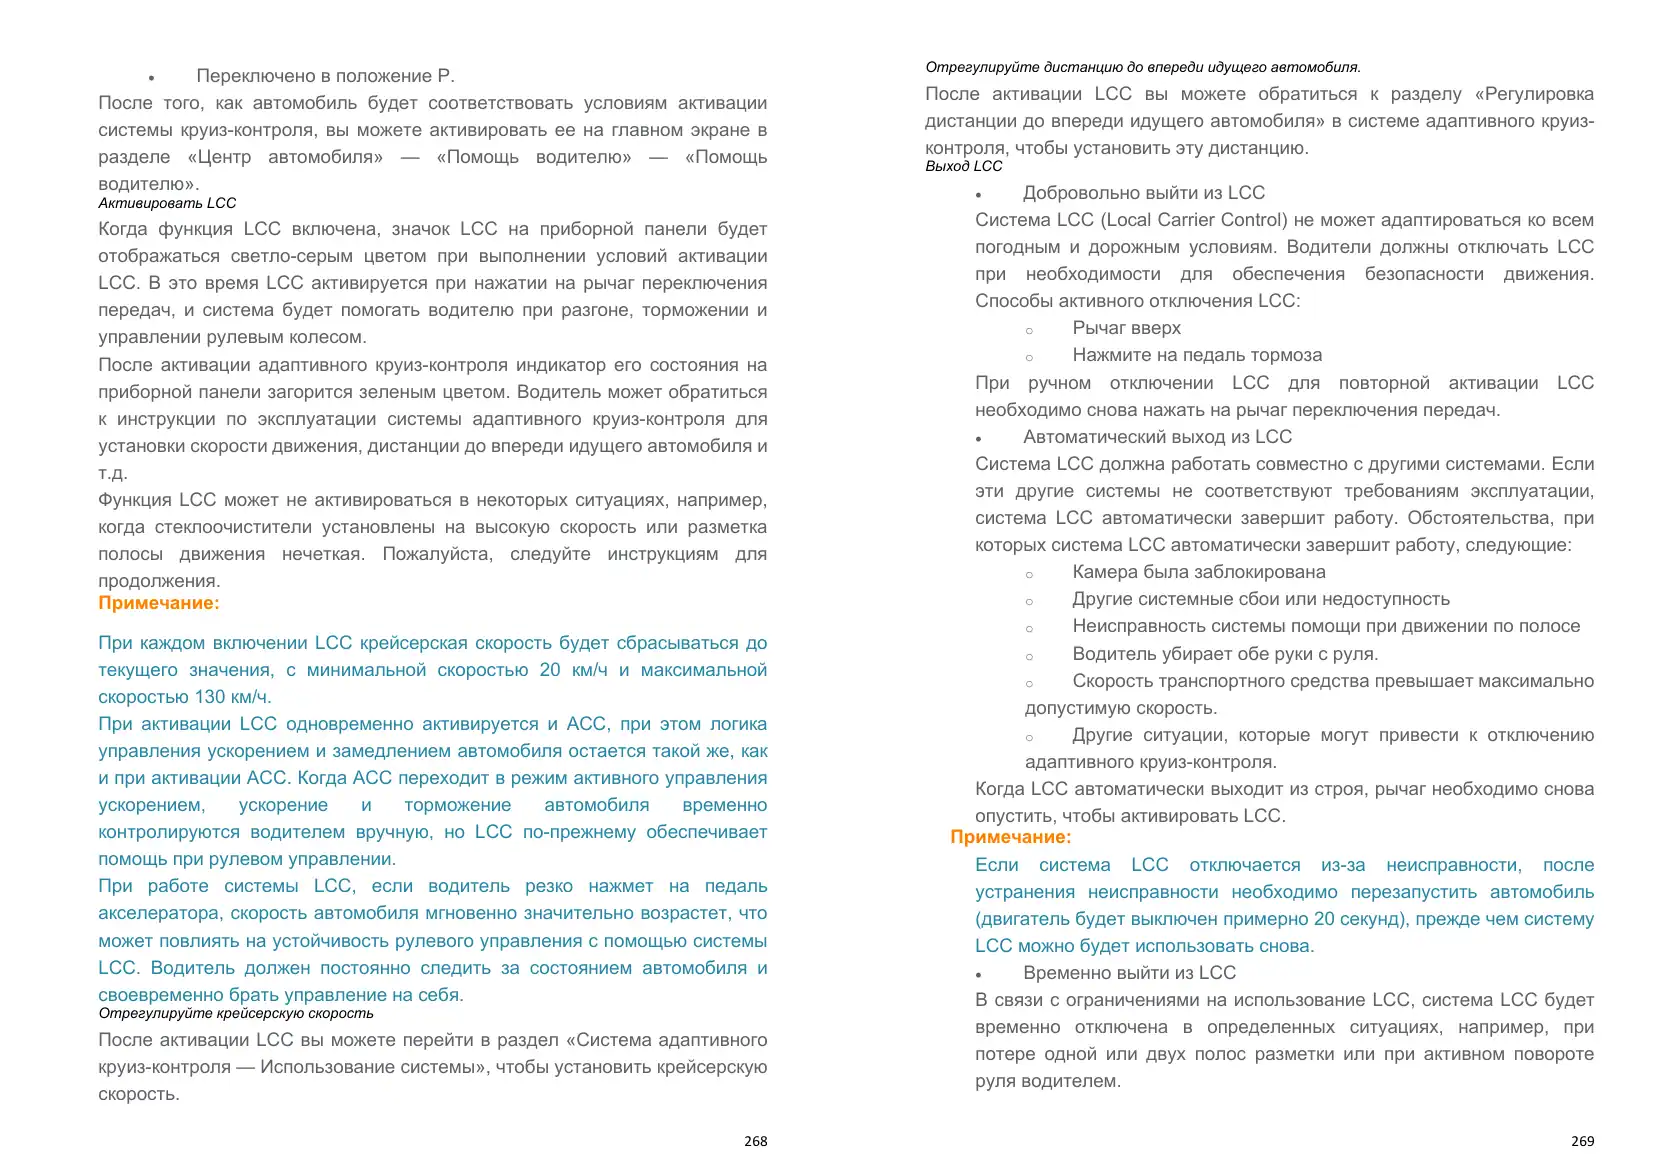 • Переключено в положение P.
После того, как автомобиль будет соответствовать условиям активации
системы круиз-контроля, вы можете активировать ее на главном экране в
разделе «Центр автомобиля» — «Помощь водителю» — «Помощь
водителю».
Активировать LCC
Когда функция LCC включена, значок LCC на приборной панели будет
отображаться светло-серым цветом при выполнении условий активации
LCC. В это время LCC активируется при нажатии на рычаг переключения
передач, и система будет помогать водителю при разгоне, торможении и
управлении рулевым колесом.
После активации адаптивного круиз-контроля индикатор его состояния на
приборной панели загорится зеленым цветом. Водитель может обратиться
к инструкции по эксплуатации системы адаптивного круиз-контроля для
установки скорости движения, дистанции до впереди идущего автомобиля и
т.д.
Функция LCC может не активироваться в некоторых ситуациях, например,
когда стеклоочистители установлены на высокую скорость или разметка
полосы движения нечеткая. Пожалуйста, следуйте инструкциям для
продолжения.
Примечание:
При каждом включении LCC крейсерская скорость будет сбрасываться до
текущего значения, с минимальной скоростью 20 км/ч и максимальной
скоростью 130 км/ч.
При активации LCC одновременно активируется и ACC, при этом логика
управления ускорением и замедлением автомобиля остается такой же, как
и при активации ACC. Когда ACC переходит в режим активного управления
ускорением, ускорение и торможение автомобиля временно
контролируются водителем вручную, но LCC по-прежнему обеспечивает
помощь при рулевом управлении.
При работе системы LCC, если водитель резко нажмет на педаль
акселератора, скорость автомобиля мгновенно значительно возрастет, что
может повлиять на устойчивость рулевого управления с помощью системы
LCC. Водитель должен постоянно следить за состоянием автомобиля и
своевременно брать управление на себя.
Отрегулируйте крейсерскую скорость
После активации LCC вы можете перейти в раздел «Система адаптивного
круиз-контроля — Использование системы», чтобы установить крейсерскую
скорость.
268
Отрегулируйте дистанцию до впереди идущего автомобиля.
После активации LCC вы можете обратиться к разделу «Регулировка
дистанции до впереди идущего автомобиля» в системе адаптивного круиз-
контроля, чтобы установить эту дистанцию.
Выход LCC
• Добровольно выйти из LCC
Система LCC (Local Carrier Control) не может адаптироваться ко всем
погодным и дорожным условиям. Водители должны отключать LCC
при необходимости для обеспечения безопасности движения.
Способы активного отключения LCC:
○ Рычаг вверх
○ Нажмите на педаль тормоза
При ручном отключении LCC для повторной активации LCC
необходимо снова нажать на рычаг переключения передач.
• Автоматический выход из LCC
Система LCC должна работать совместно с другими системами. Если
эти другие системы не соответствуют требованиям эксплуатации,
система LCC автоматически завершит работу. Обстоятельства, при
которых система LCC автоматически завершит работу, следующие:
○ Камера была заблокирована
○ Другие системные сбои или недоступность
○ Неисправность системы помощи при движении по полосе
○ Водитель убирает обе руки с руля.
○ Скорость транспортного средства превышает максимально
допустимую скорость.
○ Другие ситуации, которые могут привести к отключению
адаптивного круиз-контроля.
Когда LCC автоматически выходит из строя, рычаг необходимо снова
опустить, чтобы активировать LCC.
Примечание:
Если система LCC отключается из-за неисправности, после
устранения неисправности необходимо перезапустить автомобиль
(двигатель будет выключен примерно 20 секунд), прежде чем систему
LCC можно будет использовать снова.
• Временно выйти из LCC
В связи с ограничениями на использование LCC, система LCC будет
временно отключена в определенных ситуациях, например, при
потере одной или двух полос разметки или при активном повороте
руля водителем.
269